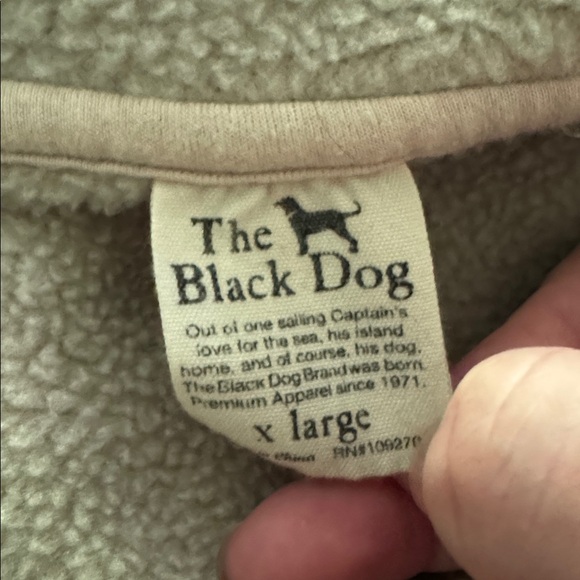 The
Black Dog
Out of one sailing Captain's
love for the sea, his island
home, and of course, his dog,
The Black Dog Brand was born.
Premium Apparel since 1971.
x large
China RN#109270